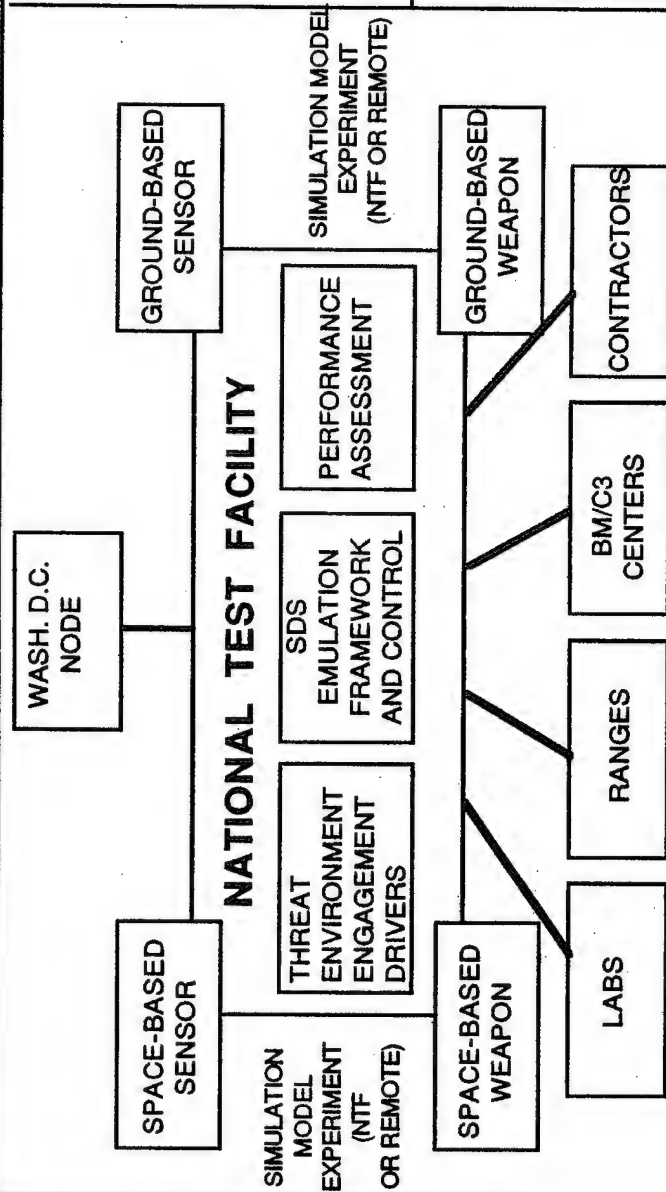 WASH. D.C.
NODE
SPACE-BASED
SENSOR
GROUND-BASED
SENSOR
NATIONAL TEST FACILITY
SIMULATION
MODEL
EXPERIMENT
(NTF
OR REMOTE)
THREAT
ENVIRONMENT
ENGAGEMENT
DRIVERS
SDS
EMULATION
FRAMEWORK
AND CONTROL
PERFORMANCE
ASSESSMENT
SIMULATION MODEL
EXPERIMENT
(NTF OR REMOTE)
SPACE-BASED
WEAPON
GROUND-BASED
WEAPON
LABS
RANGES
BM/C3
CENTERS
CONTRACTORS